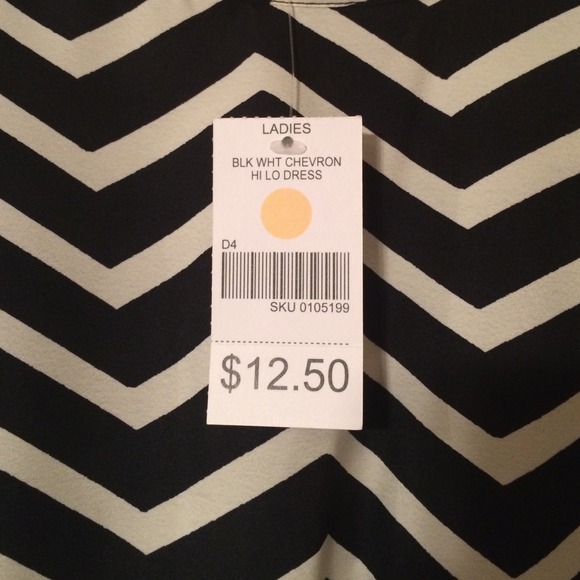 LADIES
BLK WHT CHEVRON
HI LO DRESS
D4
SKU 0105199
$12.50